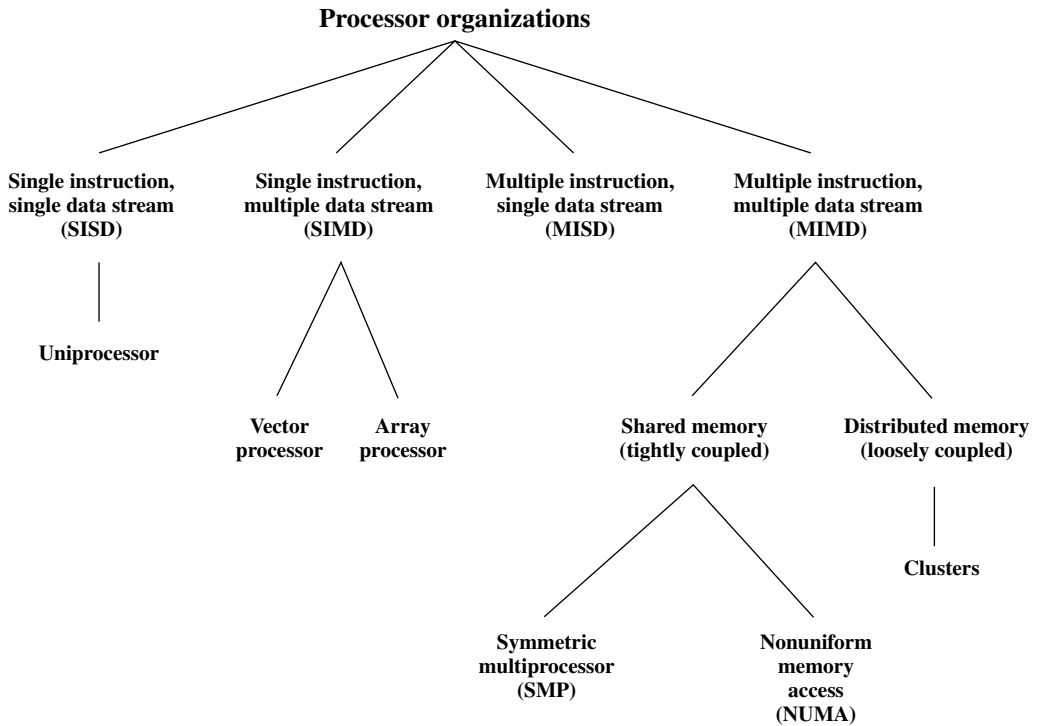 Processor organizations
Single instruction,
single data stream
(SISD)
Single instruction,
multiple data stream
(SIMD)
Multiple instruction,
single data stream
(MISD)
Multiple instruction,
multiple data stream
(MIMD)
Uniprocessor
Vector
processor
Array
processor
Shared memory
(tightly coupled)
Distributed memory
(loosely coupled)
Clusters
Symmetric
multiprocessor
(SMP)
Nonuniform
memory
access
(NUMA)